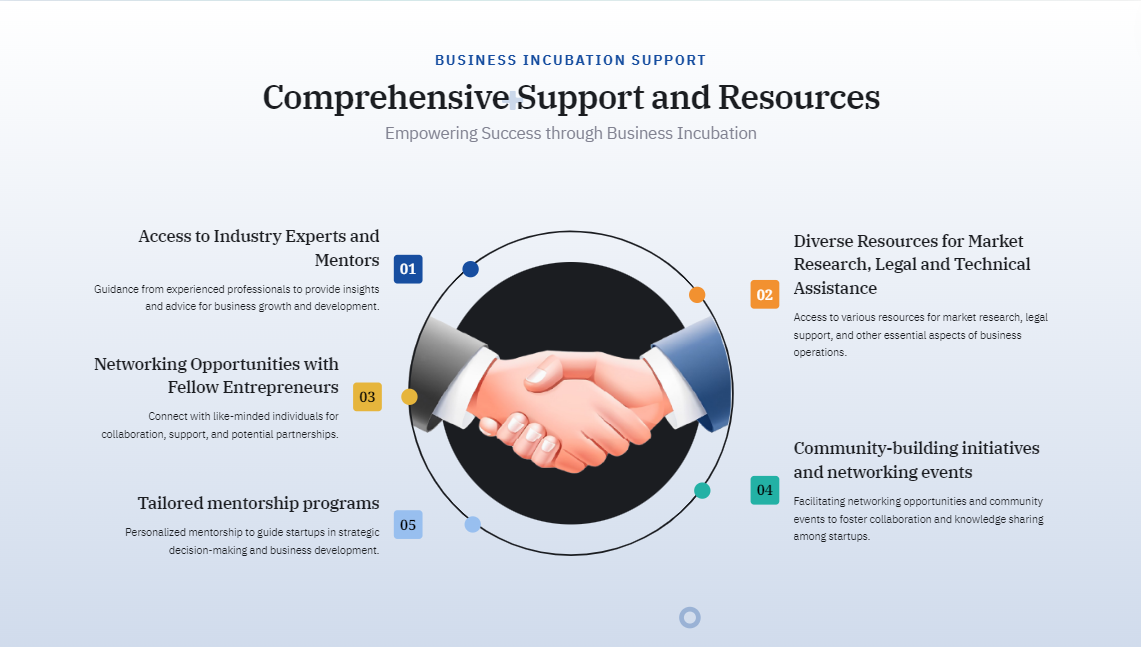 BUSINESS INCUBATION SUPPORT
Comprehensive Support and Resources
Empowering Success through Business Incubation
Access to Industry Experts and
Mentors
01
Guidance from experienced professionals to provide insights
and advice for business growth and development.
Diverse Resources for Market
Research, Legal and Technical
Assistance
02
Access to various resources for market research, legal
support, and other essential aspects of business
operations.
Networking Opportunities with
Fellow Entrepreneurs
03
Connect with like-minded individuals for
collaboration, support, and potential partnerships.
Community-building initiatives
and networking events
04
Facilitating networking opportunities and community
events to foster collaboration and knowledge sharing
among startups.
Tailored mentorship programs
05
Personalized mentorship to guide startups in strategic
decision-making and business development.